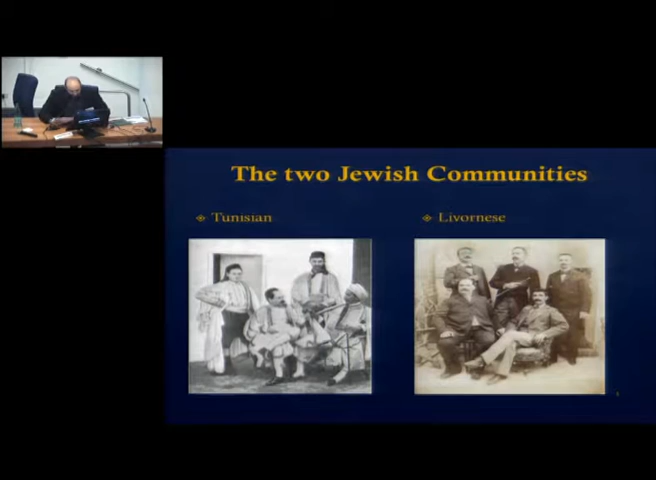 The two Jewish Communities
❖ Tunisian
❖ Livornese